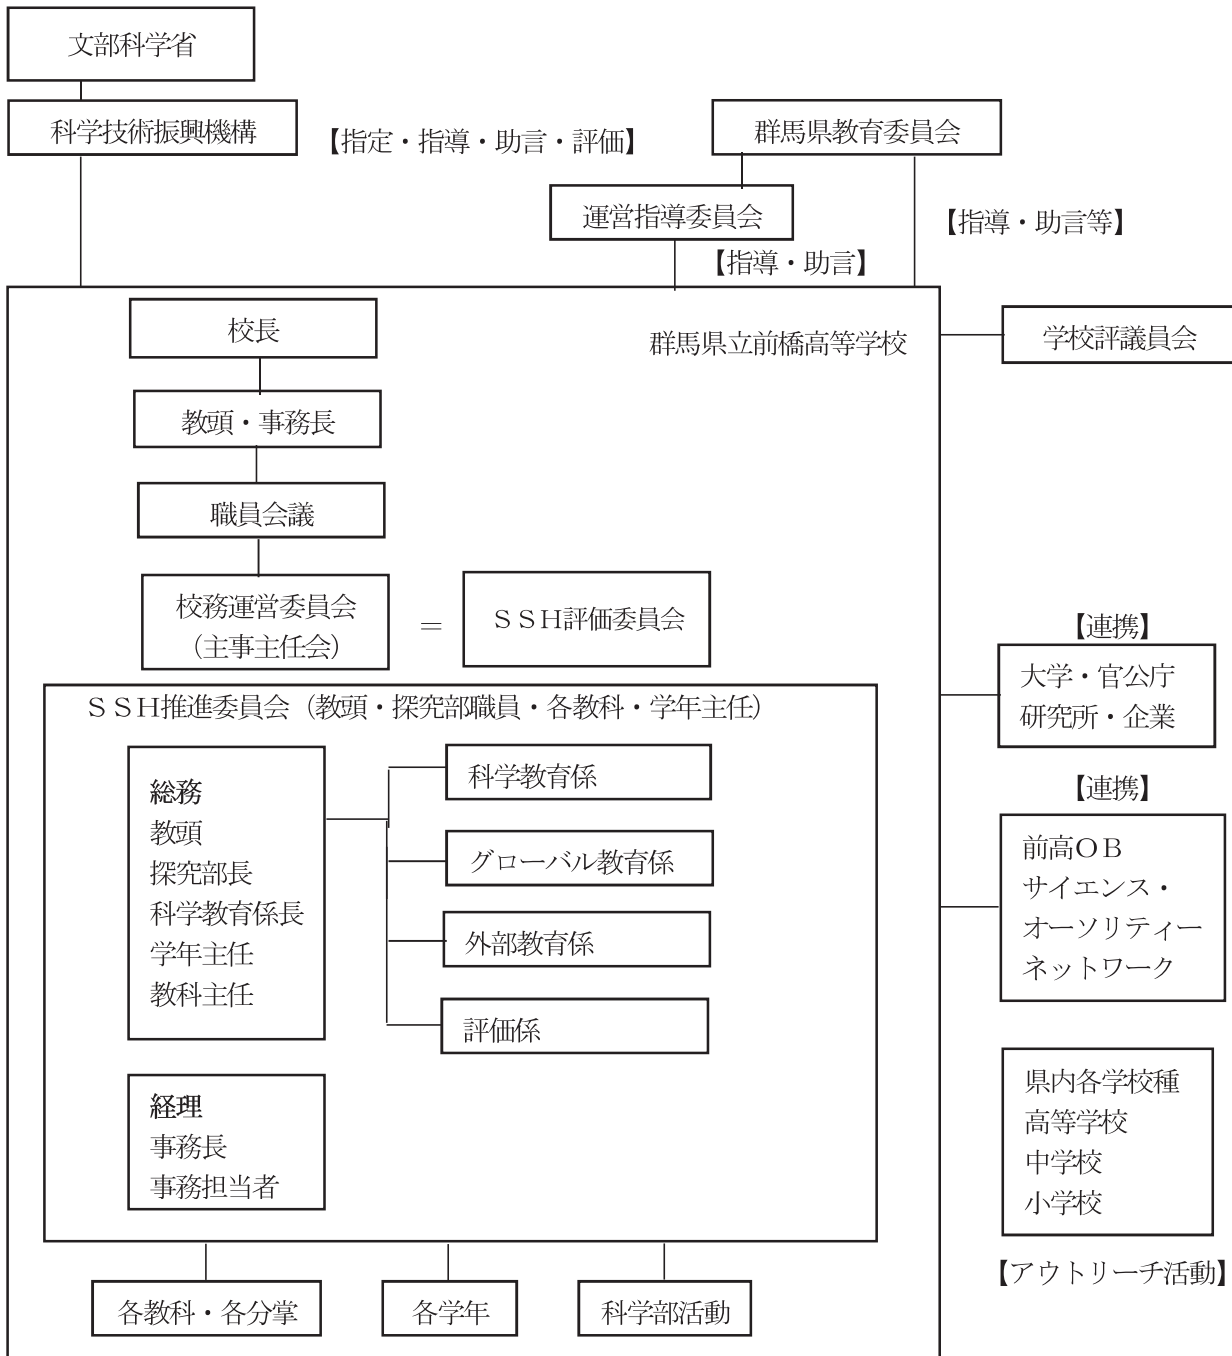 文部科学省
科学技術振興機構
【指定・指導・助言・評価】
群馬県教育委員会
運営指導委員会
【指導・助言等】
【指導・助言】
校長
群馬県立前橋高等学校
学校評議員会
教頭・事務長
職員会議
校務運営委員会
（主事主任会）
＝
ＳＳＨ評価委員会
【連携】
大学・官公庁
研究所・企業
ＳＳＨ推進委員会（教頭・探究部職員・各教科・学年主任）
総務
教頭
探究部長
科学教育係長
学年主任
教科主任
科学教育係
グローバル教育係
外部教育係
評価係
【連携】
前高ＯＢ
サイエンス・
オーソリティー
ネットワーク
経理
事務長
事務担当者
県内各学校種
高等学校
中学校
小学校
【アウトリーチ活動】
各教科・各分掌
各学年
科学部活動